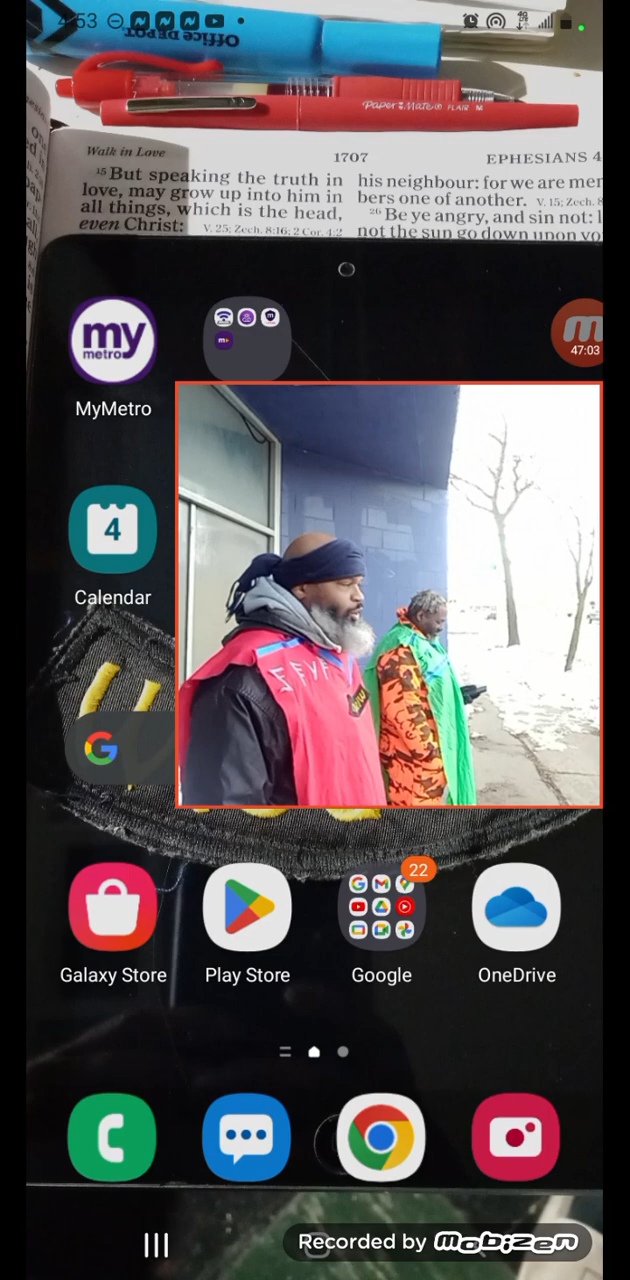 4:53
Office DEPOT
Paper Mate FLAIR M
Walk in Love
1707
EPHESIANS 4
15 But speaking the truth in
love, may grow up into him in
all things, which is the head,
even Christ:
V. 25; Zech. 8:16; 2 Cor. 4:2
his neighbour: for we are mem
bers one of another.
V. 15; Zech. 8
26 Be ye angry, and sin not: l
not the sun go down upon yo
my
metro
MyMetro
m
47:03
4
Calendar
G
22
Galaxy Store
Play Store
Google
OneDrive
Recorded by mobizen